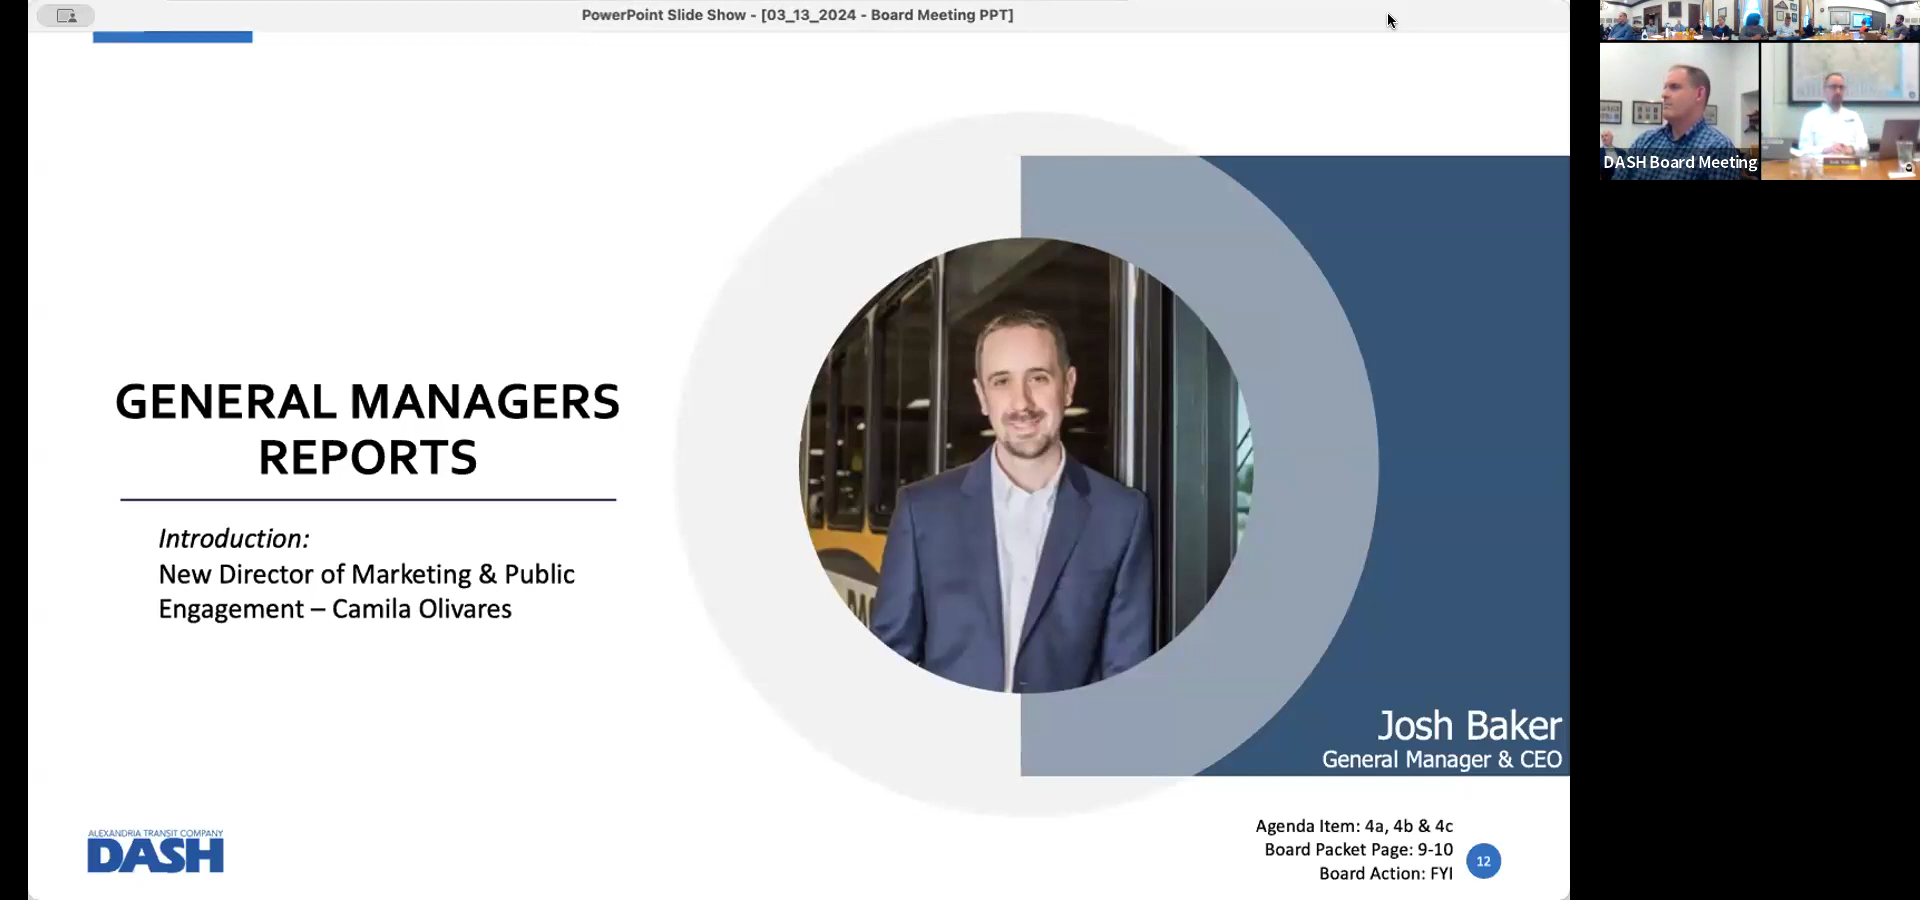 PowerPoint Slide Show - [03_13_2024 - Board Meeting PPT]
DASH Board Meeting
GENERAL MANAGERS
REPORTS
Introduction:
New Director of Marketing & Public
Engagement – Camila Olivares
Josh Baker
General Manager & CEO
ALEXANDRIA TRANSIT COMPANY
DASH
Agenda Item: 4a, 4b & 4c
Board Packet Page: 9-10
Board Action: FYI
12